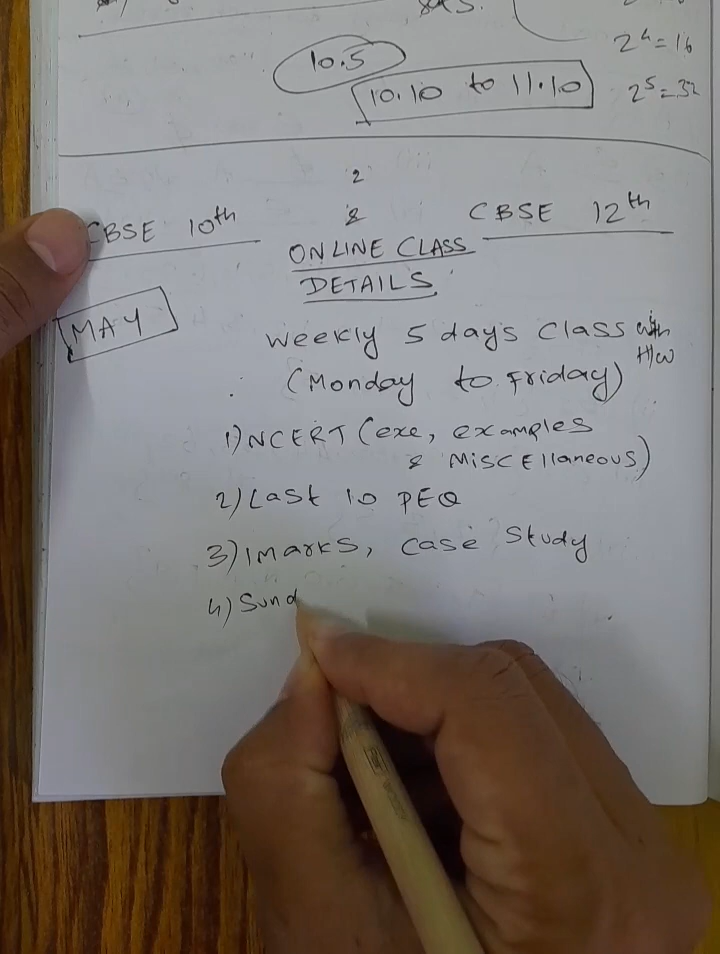 2⁴=16
10.5
10.10 to 11.10
2⁵=32
2
CBSE 10th & CBSE 12th
ONLINE CLASS
DETAILS
MAY
weekly 5 days class with H/W
(Monday to Friday)
1) NCERT (exe, examples
& MISCEllaneous)
2) Last 10 PEQ
3) 1marks, case study
4) Sund